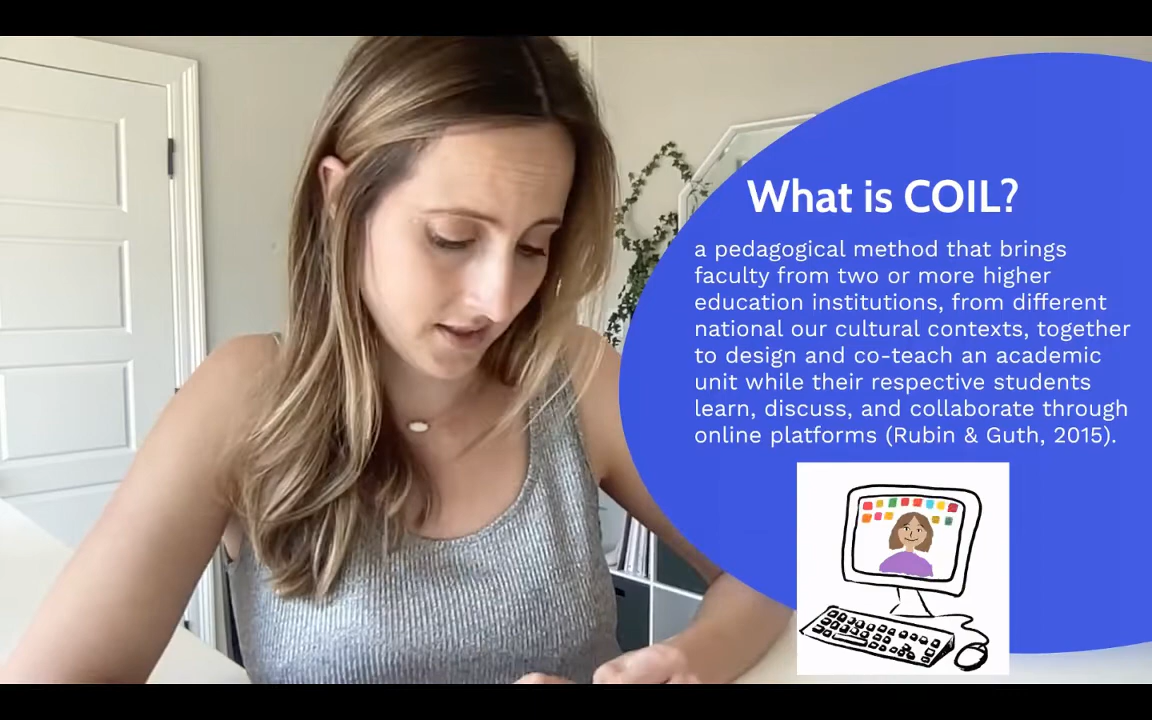 What is COIL?
a pedagogical method that brings
faculty from two or more higher
education institutions, from different
national our cultural contexts, together
to design and co-teach an academic
unit while their respective students
learn, discuss, and collaborate through
online platforms (Rubin & Guth, 2015).